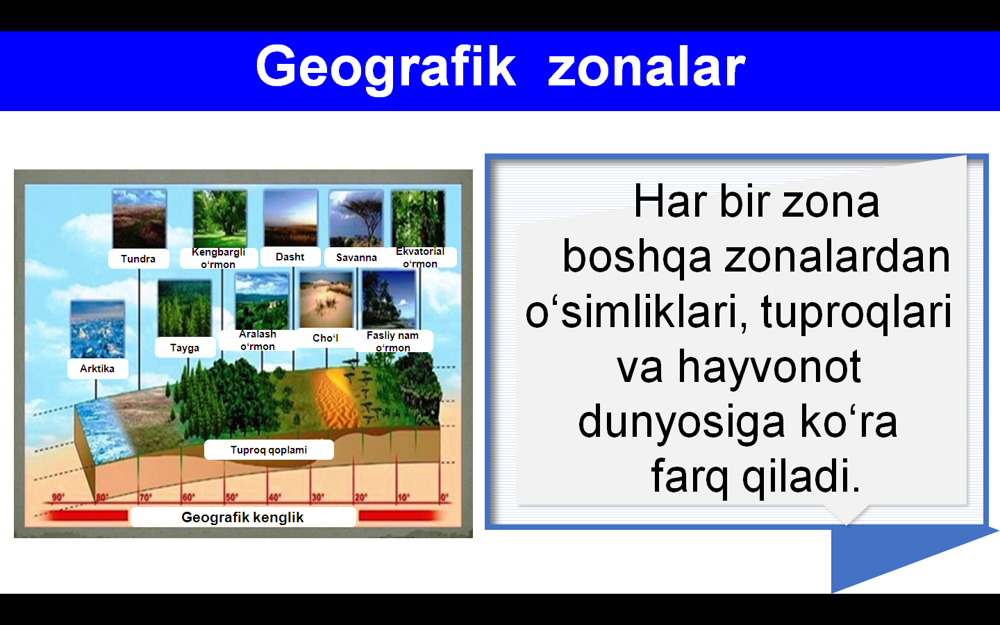 Geografik zonalar
Tundra
Kengbargli
o‘rmon
Dasht
Savanna
Ekvatorial
o‘rmon
Arktika
Tayga
Aralash
o‘rmon
Cho‘l
Fasliy nam
o‘rmon
Tuproq qoplami
90° 80° 70° 60° 50° 40° 30° 20° 10° 0°
Geografik kenglik
Har bir zona
boshqa zonalardan
o‘simliklari, tuproqlari
va hayvonot
dunyosiga ko‘ra
farq qiladi.